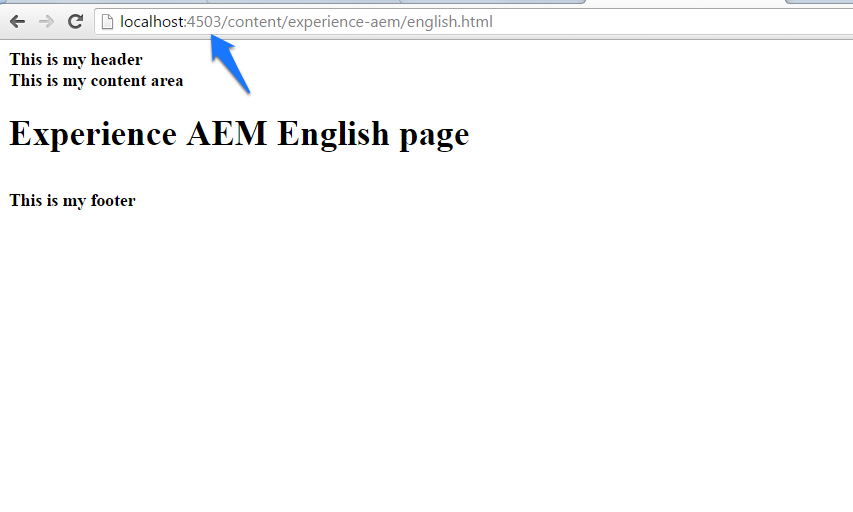 localhost:4503/content/experience-aem/english.html
This is my header
This is my content area
Experience AEM English page
This is my footer